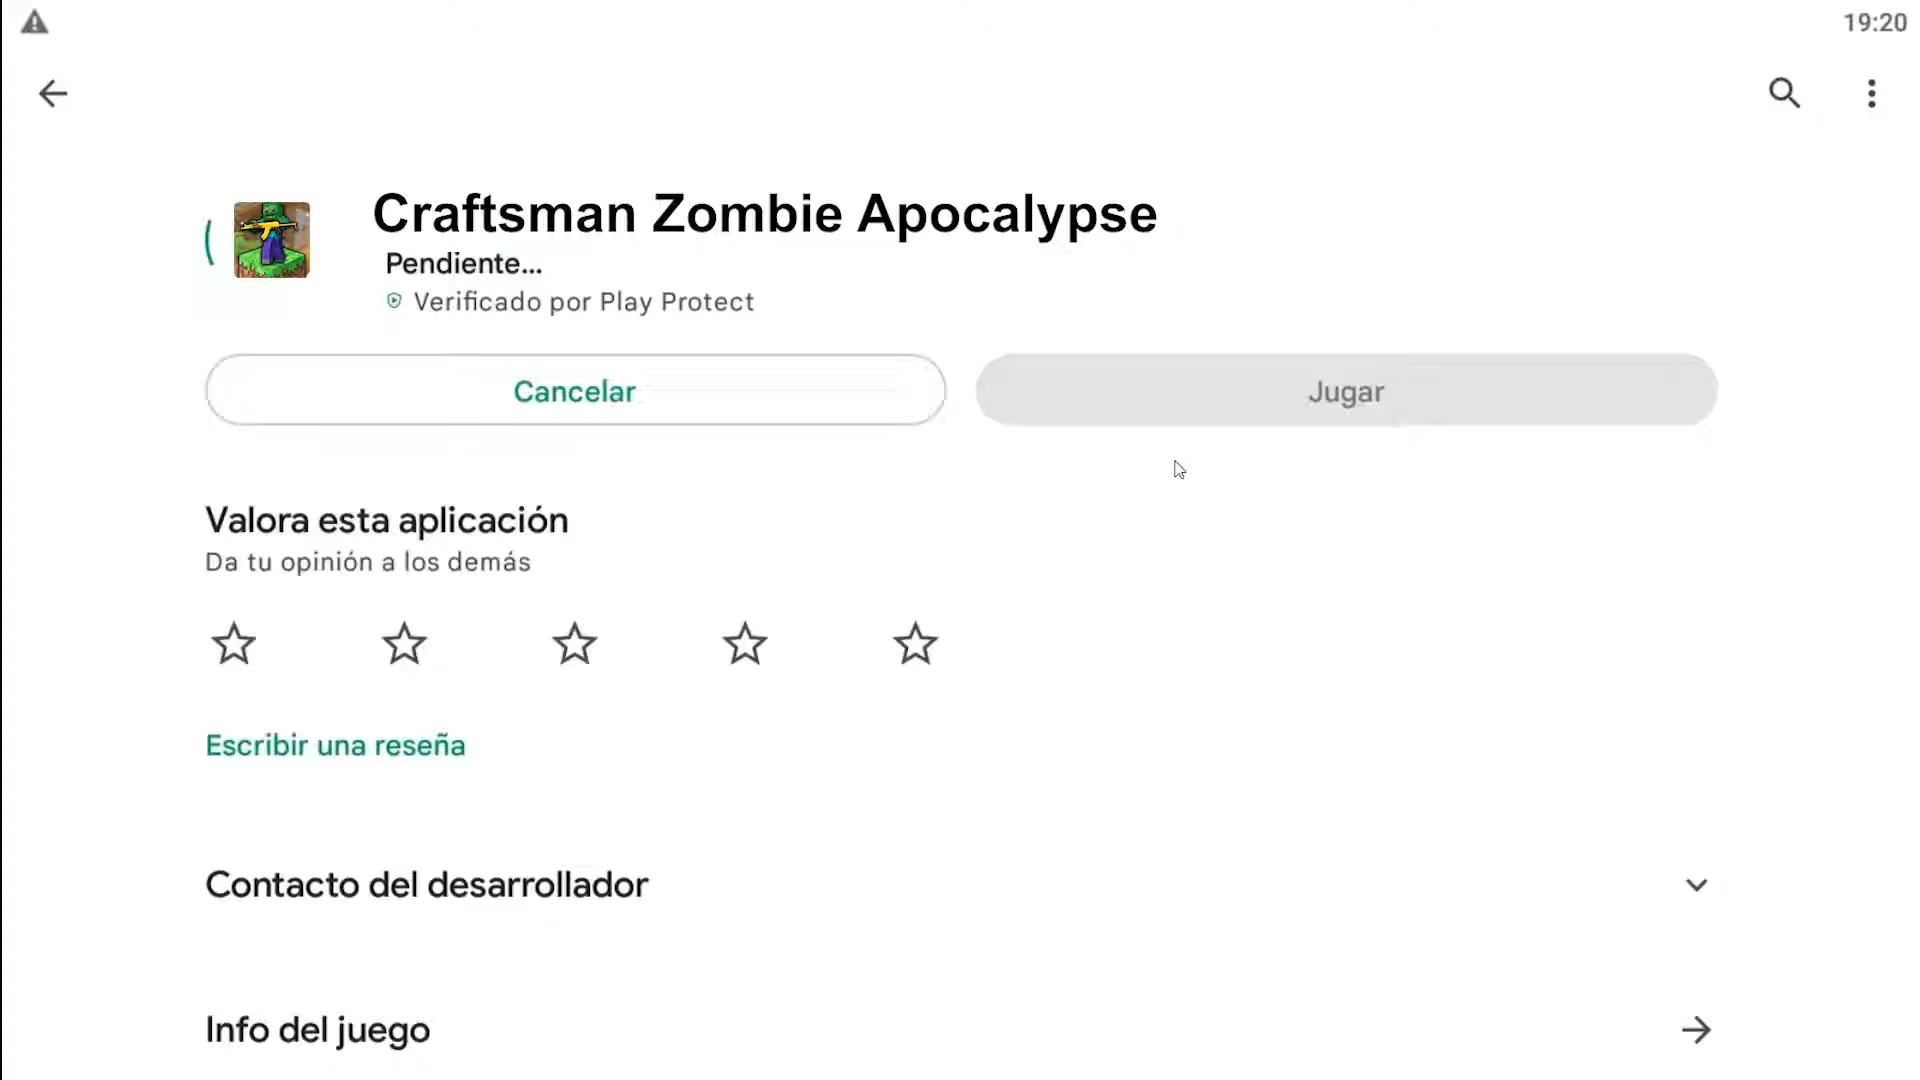 19:20
Craftsman Zombie Apocalypse
Pendiente...
Verificado por Play Protect
Cancelar
Jugar
Valora esta aplicación
Da tu opinión a los demás
Escribir una reseña
Contacto del desarrollador
Info del juego